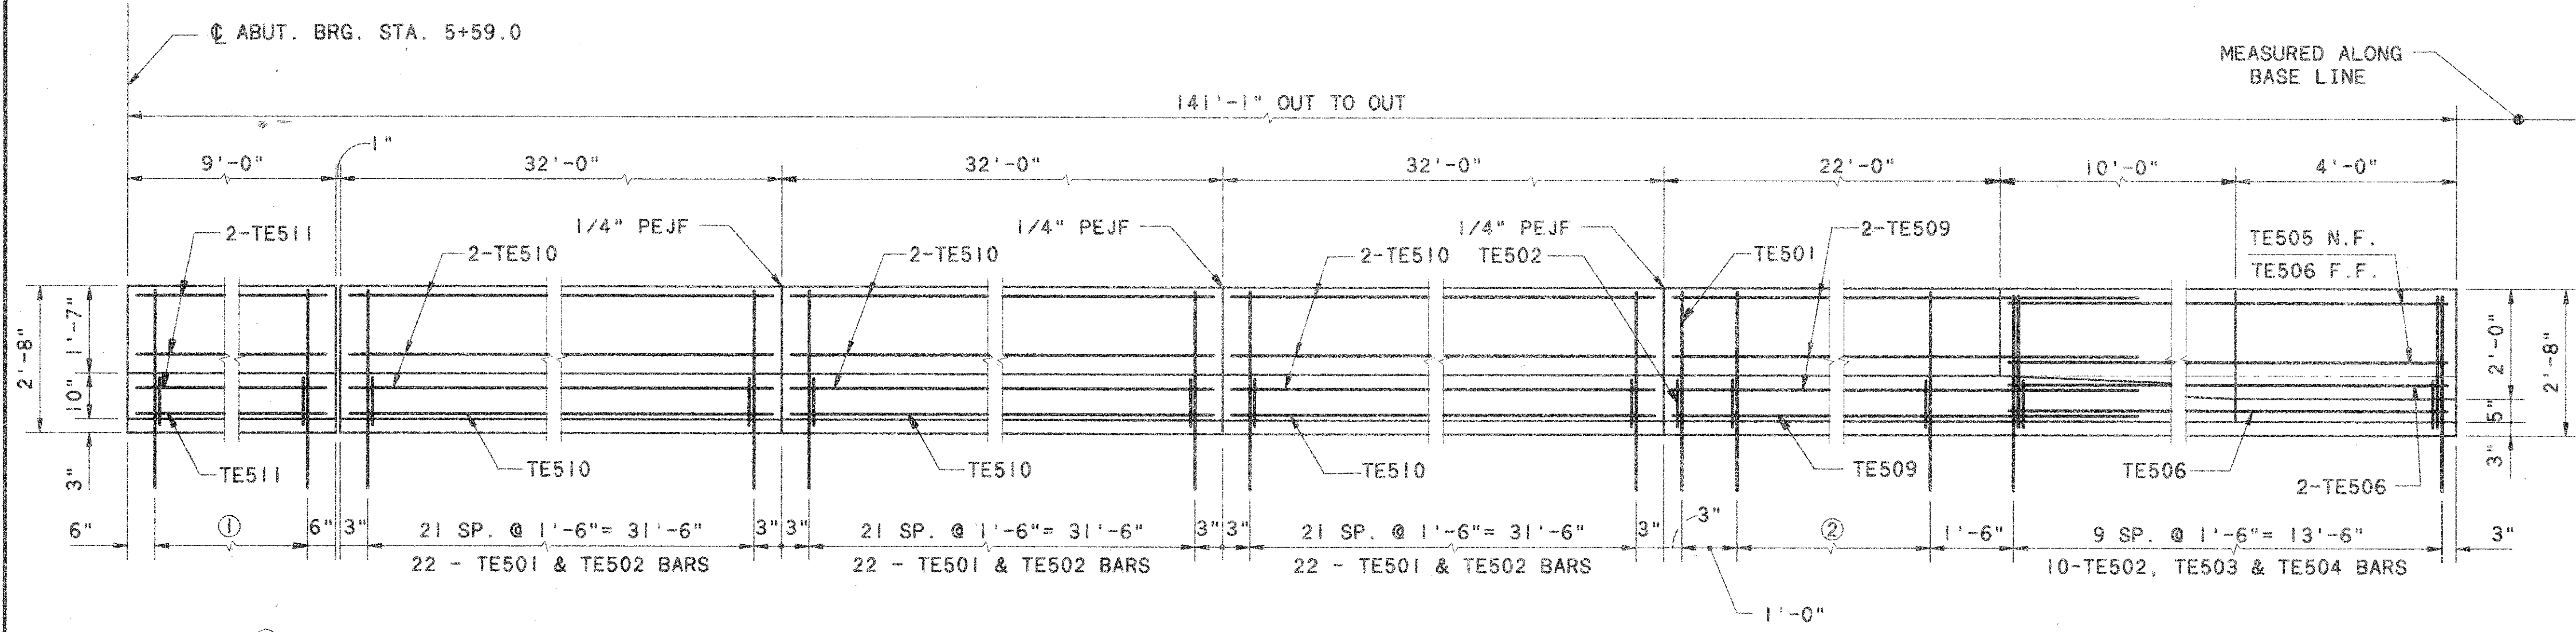 ℄ ABUT. BRG. STA. 5+59.0
MEASURED ALONG
BASE LINE
141'-1" OUT TO OUT
1"
9'-0"
32'-0"
32'-0"
32'-0"
22'-0"
10'-0"
4'-0"
2-TE511
2-TE510
1/4" PEJF
2-TE510
1/4" PEJF
2-TE510
1/4" PEJF
TE502
TE501
2-TE509
TE505 N.F.
TE506 F.F.
2'-8"
1'-7"
10"
3"
2'-0"
5"
3"
2'-8"
TE511
TE510
TE510
TE510
TE509
TE506
2-TE506
6"
①
6"
3"
21 SP. @ 1'-6"= 31'-6"
3"
3"
21 SP. @ 1'-6"= 31'-6"
3"
3"
21 SP. @ 1'-6"= 31'-6"
3"
3"
②
1'-6"
9 SP. @ 1'-6"= 13'-6"
3"
22 - TE501 & TE502 BARS
22 - TE501 & TE502 BARS
22 - TE501 & TE502 BARS
10-TE502, TE503 & TE504 BARS
1'-0"